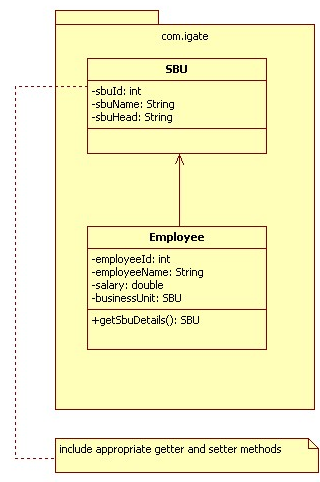 com.igate
SBU
-sbuId: int
-sbuName: String
-sbuHead: String
Employee
-employeeId: int
-employeeName: String
-salary: double
-businessUnit: SBU
+getSbuDetails(): SBU
include appropriate getter and setter methods